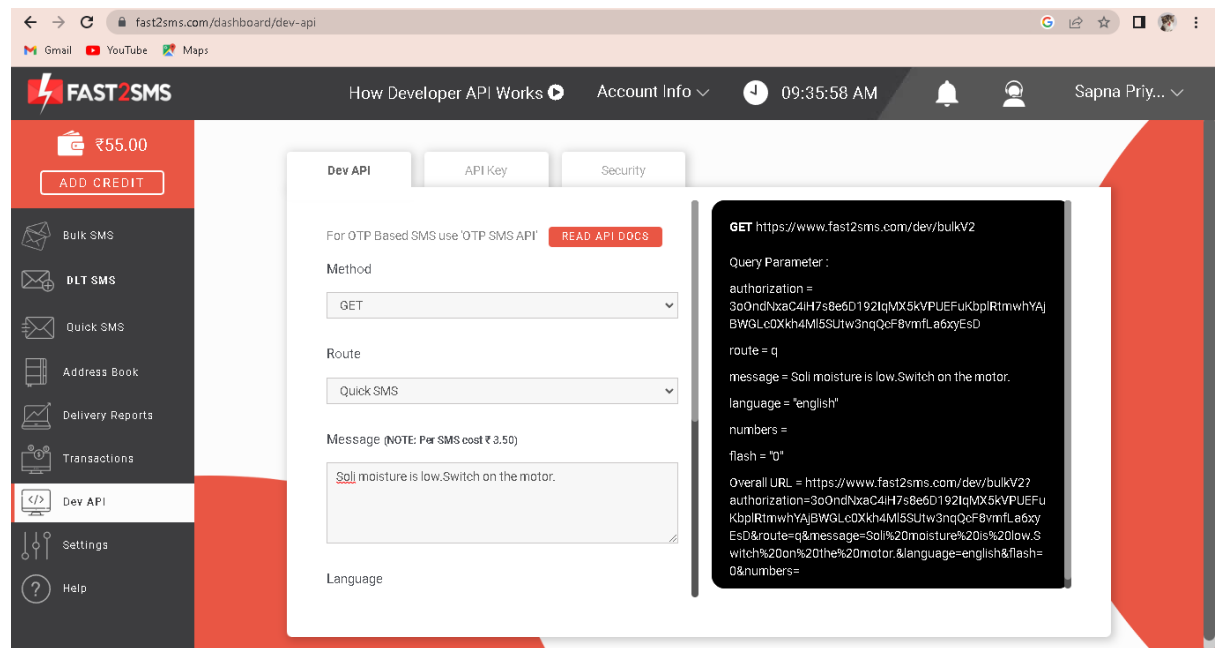 fast2sms.com/dashboard/dev-api
Gmail YouTube Maps
FAST2SMS
How Developer API Works
Account Info
09:35:58 AM
Sapna Priy...
₹55.00
ADD CREDIT
Bulk SMS
DLT SMS
Quick SMS
Address Book
Delivery Reports
Transactions
Dev API
Settings
Help
Dev API
API Key
Security
For OTP Based SMS use 'OTP SMS API' READ API DOCS
Method
GET
Route
Quick SMS
Message (NOTE: Per SMS cost ₹ 3.50)
Soli moisture is low.Switch on the motor.
Language
GET https://www.fast2sms.com/dev/bulkV2
Query Parameter :
authorization =
3oOndNxaC4iH7s8e6D192IqMX5kVPUEFuKbplRtmwhYAj
BWGLc0Xkh4Ml5SUtw3nqQcF8vmfLa6xyEsD
route = q
message = Soli moisture is low.Switch on the motor.
language = "english"
numbers =
flash = "0"
Overall URL = https://www.fast2sms.com/dev/bulkV2?
authorization=3oOndNxaC4iH7s8e6D192IqMX5kVPUEFu
KbplRtmwhYAjBWGLc0Xkh4Ml5SUtw3nqQcF8vmfLa6xy
EsD&route=q&message=Soli%20moisture%20is%20low.S
witch%20on%20the%20motor.&language=english&flash=
0&numbers=